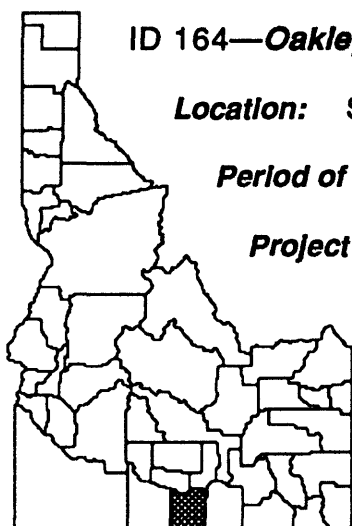 ID 164—Oakle
Location: S
Period of
Project